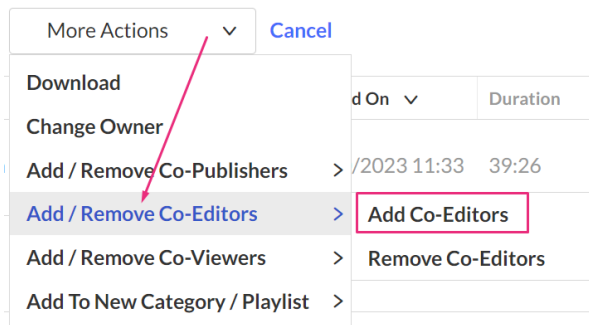 More Actions Cancel
Download
d On Duration
Change Owner
Add / Remove Co-Publishers /2023 11:33 39:26
Add / Remove Co-Editors Add Co-Editors
Add / Remove Co-Viewers Remove Co-Editors
Add To New Category / Playlist